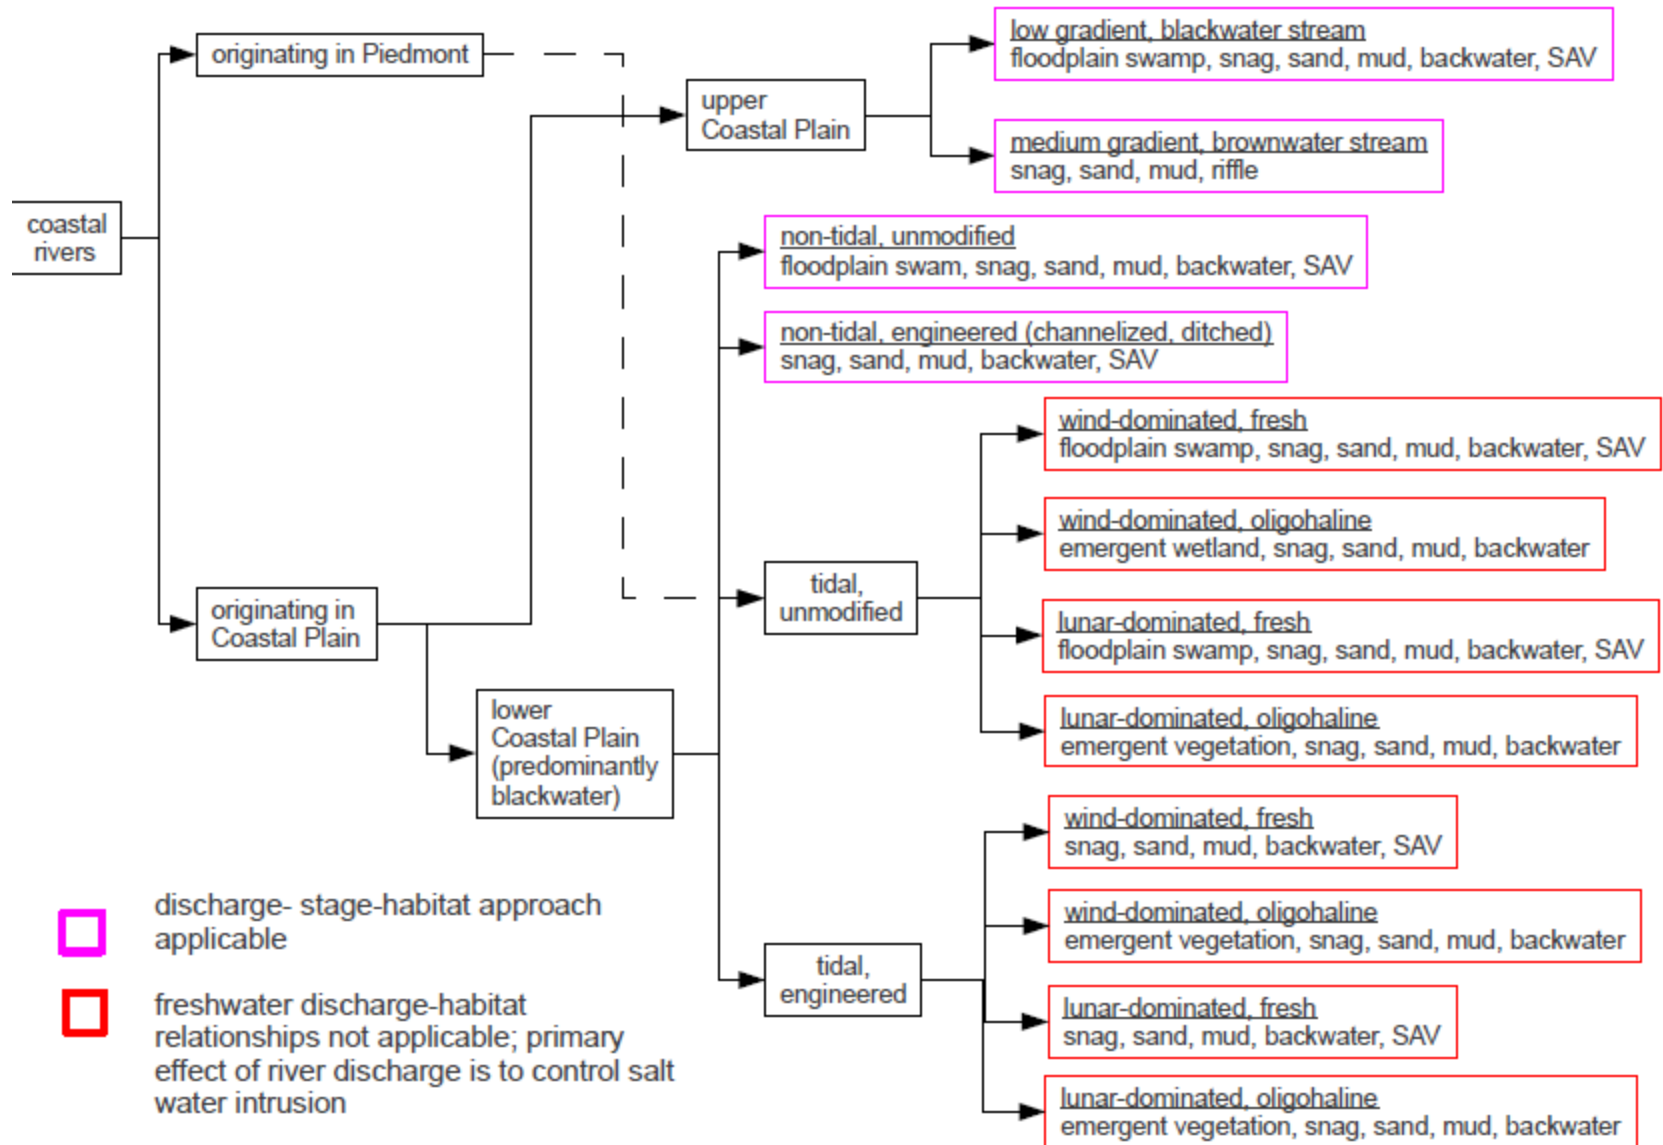 originating in Piedmont
low gradient, blackwater stream
floodplain swamp, snag, sand, mud, backwater, SAV
upper
Coastal Plain
medium gradient, brownwater stream
snag, sand, mud, riffle
coastal
rivers
non-tidal, unmodified
floodplain swam, snag, sand, mud, backwater, SAV
non-tidal, engineered (channelized, ditched)
snag, sand, mud, backwater, SAV
wind-dominated, fresh
floodplain swamp, snag, sand, mud, backwater, SAV
wind-dominated, oligohaline
emergent wetland, snag, sand, mud, backwater
tidal,
unmodified
originating in
Coastal Plain
lunar-dominated, fresh
floodplain swamp, snag, sand, mud, backwater, SAV
lunar-dominated, oligohaline
emergent vegetation, snag, sand, mud, backwater
lower
Coastal Plain
(predominantly
blackwater)
wind-dominated, fresh
snag, sand, mud, backwater, SAV
wind-dominated, oligohaline
emergent vegetation, snag, sand, mud, backwater
tidal,
engineered
lunar-dominated, fresh
snag, sand, mud, backwater, SAV
lunar-dominated, oligohaline
emergent vegetation, snag, sand, mud, backwater
discharge- stage-habitat approach
applicable
freshwater discharge-habitat
relationships not applicable; primary
effect of river discharge is to control salt
water intrusion